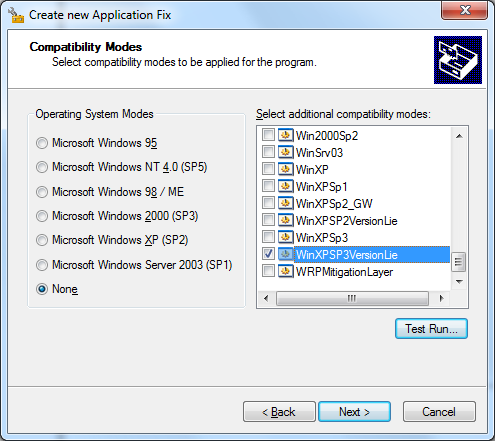 Create new Application Fix
Compatibility Modes
Select compatibility modes to be applied for the program.
Operating System Modes
Microsoft Windows 95
Microsoft Windows NT 4.0 (SP5)
Microsoft Windows 98 / ME
Microsoft Windows 2000 (SP3)
Microsoft Windows XP (SP2)
Microsoft Windows Server 2003 (SP1)
None
Select additional compatibility modes:
Win2000Sp2
WinSrv03
WinXP
WinXPSp1
WinXPSp2_GW
WinXPSP2VersionLie
WinXPSp3
WinXPSP3VersionLie
WRPMitigationLayer
Test Run...
< Back
Next >
Cancel